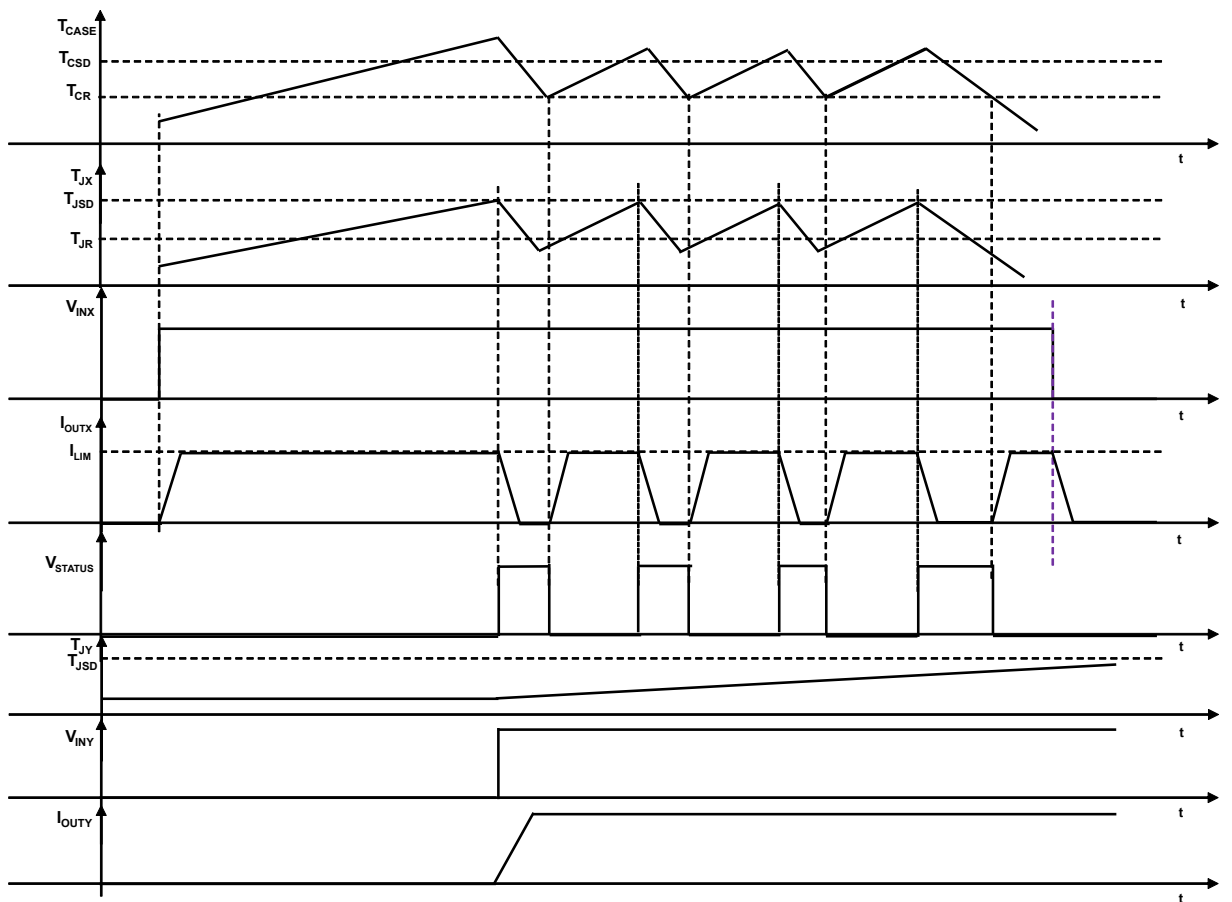 TCASE
TCSD
TCR
t
TJX
TJSD
TJR
t
VINX
t
IOUTX
ILIM
t
VSTATUS
t
TJY
TJSD
t
VINY
t
IOUTY
t